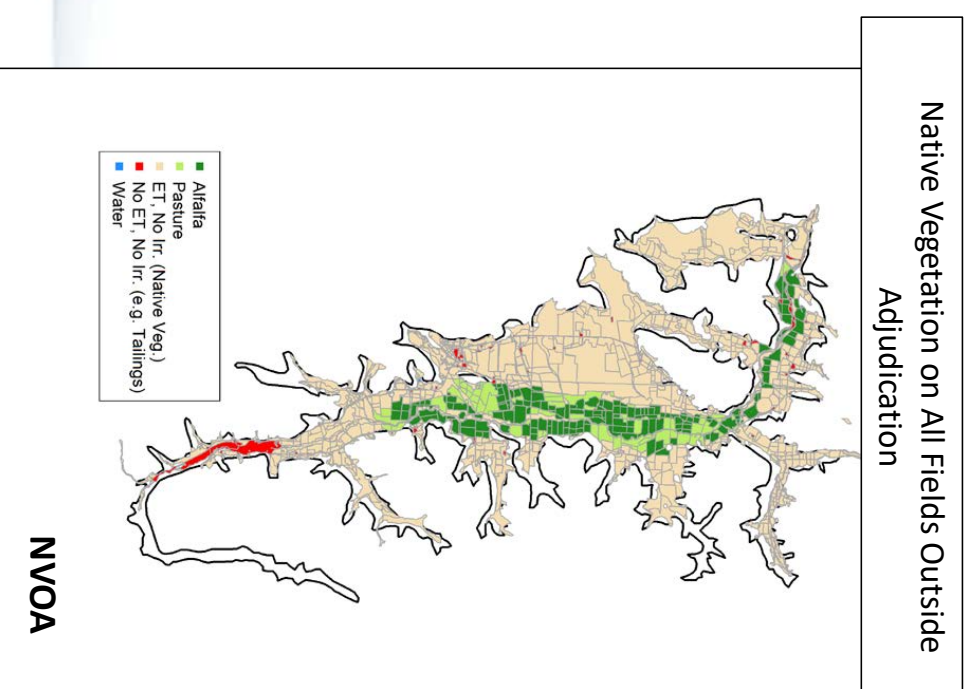 Native Vegetation on All Fields Outside
Adjudication
Alfalfa
Pasture
ET, No Irr. (Native Veg.)
No ET, No Irr. (e.g. Tailings)
Water
NVOA